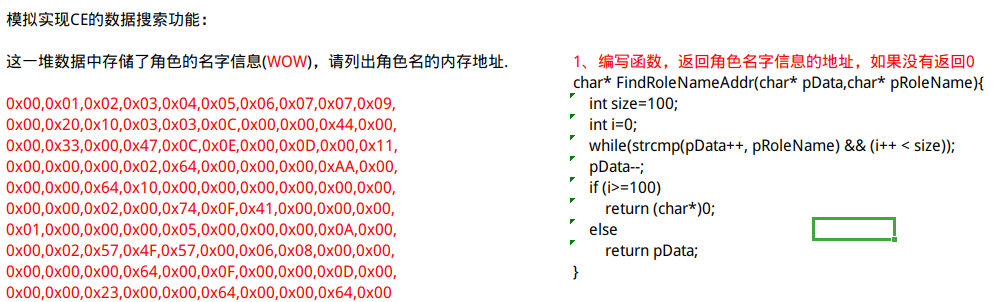 模拟实现CE的数据搜索功能：
这一堆数据中存储了角色的名字信息(WOW)，请列出角色名的内存地址.
0x00,0x01,0x02,0x03,0x04,0x05,0x06,0x07,0x07,0x09,
0x00,0x20,0x10,0x03,0x03,0x0C,0x00,0x00,0x44,0x00,
0x00,0x33,0x00,0x47,0x0C,0x0E,0x00,0x0D,0x00,0x11,
0x00,0x00,0x00,0x02,0x64,0x00,0x00,0x00,0xAA,0x00,
0x00,0x00,0x64,0x10,0x00,0x00,0x00,0x00,0x00,0x00,
0x00,0x00,0x02,0x00,0x74,0x0F,0x41,0x00,0x00,0x00,
0x01,0x00,0x00,0x00,0x05,0x00,0x00,0x00,0x0A,0x00,
0x00,0x02,0x57,0x4F,0x57,0x00,0x06,0x08,0x00,0x00,
0x00,0x00,0x00,0x64,0x00,0x0F,0x00,0x00,0x0D,0x00,
0x00,0x00,0x23,0x00,0x00,0x64,0x00,0x00,0x64,0x00
1、编写函数，返回角色名字信息的地址，如果没有返回0
char* FindRoleNameAddr(char* pData,char* pRoleName){
int size=100;
int i=0;
while(strcmp(pData++, pRoleName) && (i++ < size));
pData--;
if (i>=100)
return (char*)0;
else
return pData;
}